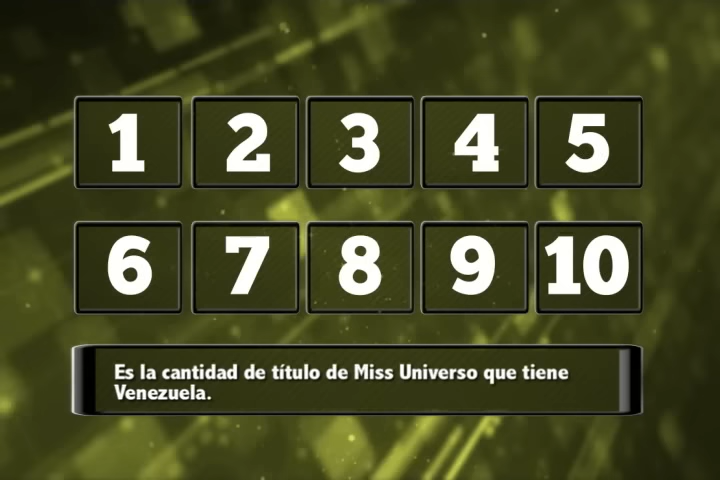 1 2 3 4 5
6 7 8 9 10
Es la cantidad de título de Miss Universo que tiene
Venezuela.